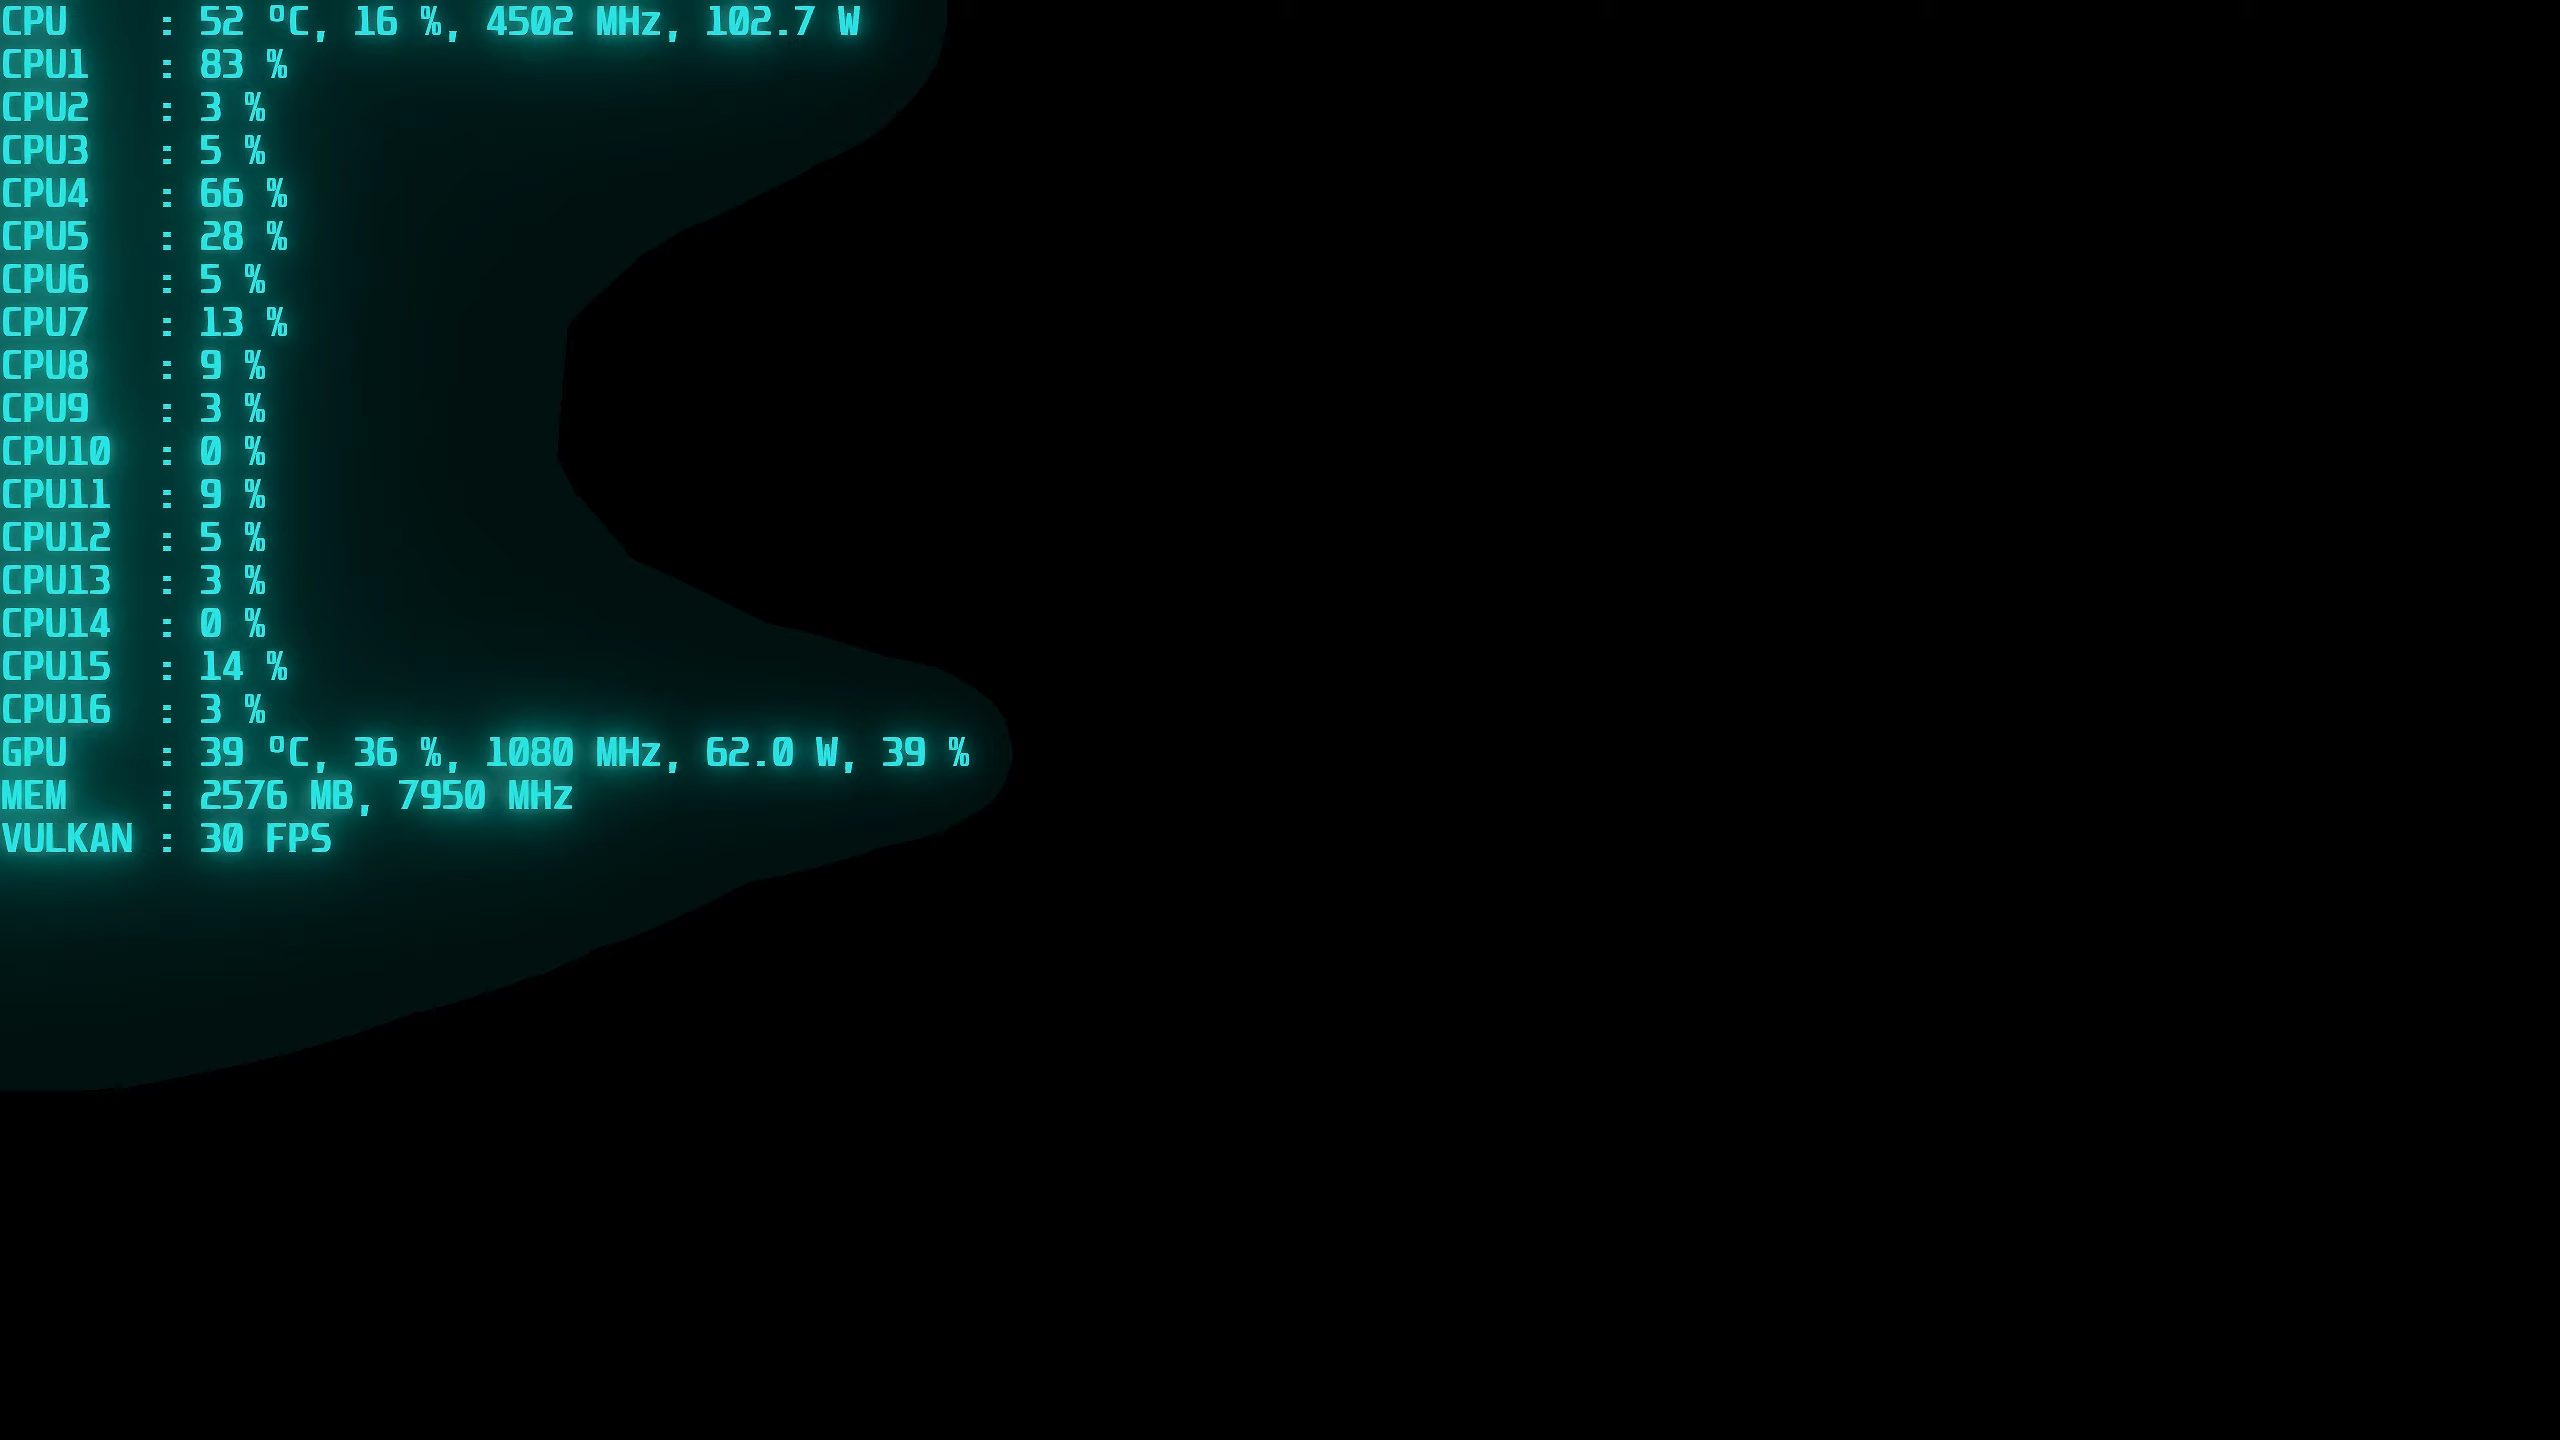 CPU : 52 ºC, 16 %, 4502 MHz, 102.7 W
CPU1 : 83 %
CPU2 : 3 %
CPU3 : 5 %
CPU4 : 66 %
CPU5 : 28 %
CPU6 : 5 %
CPU7 : 13 %
CPU8 : 9 %
CPU9 : 3 %
CPU10 : 0 %
CPU11 : 9 %
CPU12 : 5 %
CPU13 : 3 %
CPU14 : 0 %
CPU15 : 14 %
CPU16 : 3 %
GPU : 39 ºC, 36 %, 1080 MHz, 62.0 W, 39 %
MEM : 2576 MB, 7950 MHz
VULKAN : 30 FPS